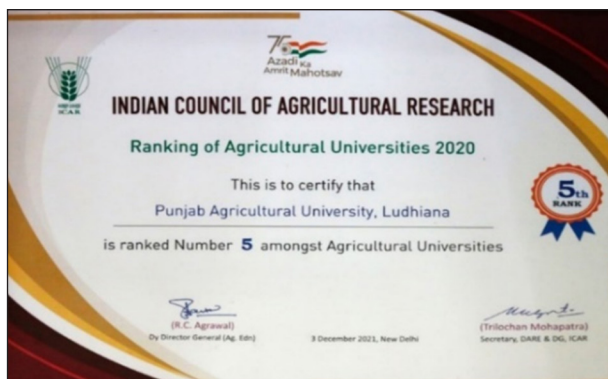 75
Azadi Ka
Amrit Mahotsav
ICAR
INDIAN COUNCIL OF AGRICULTURAL RESEARCH
Ranking of Agricultural Universities 2020
This is to certify that
Punjab Agricultural University, Ludhiana
5th
RANK
is ranked Number 5 amongst Agricultural Universities
(R.C. Agrawal)
Dy Director General (Ag. Edn)
3 December 2021, New Delhi
(Trilochan Mohapatra)
Secretary, DARE & DG, ICAR